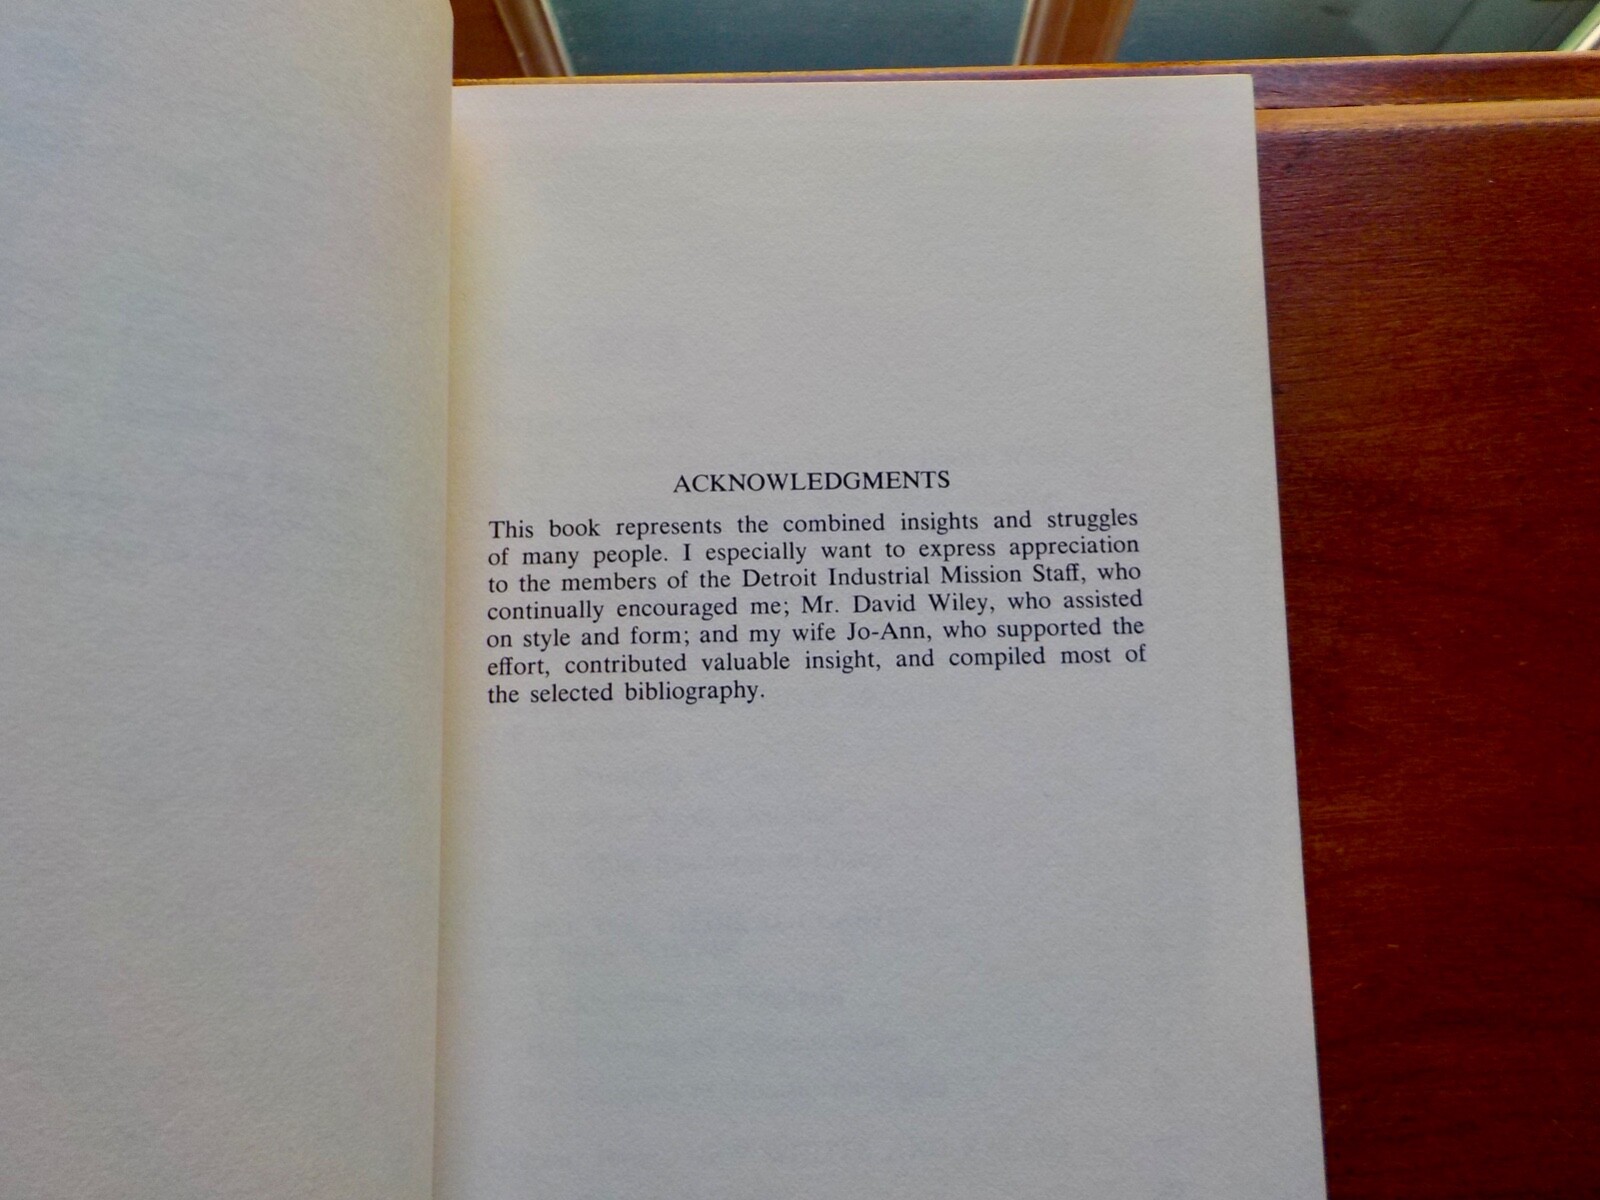 ACKNOWLEDGMENTS
This book represents the combined insights and struggles
of many people. I especially want to express appreciation
to the members of the Detroit Industrial Mission Staff, who
continually encouraged me; Mr. David Wiley, who assisted
on style and form; and my wife Jo-Ann, who supported the
effort, contributed valuable insight, and compiled most of
the selected bibliography.